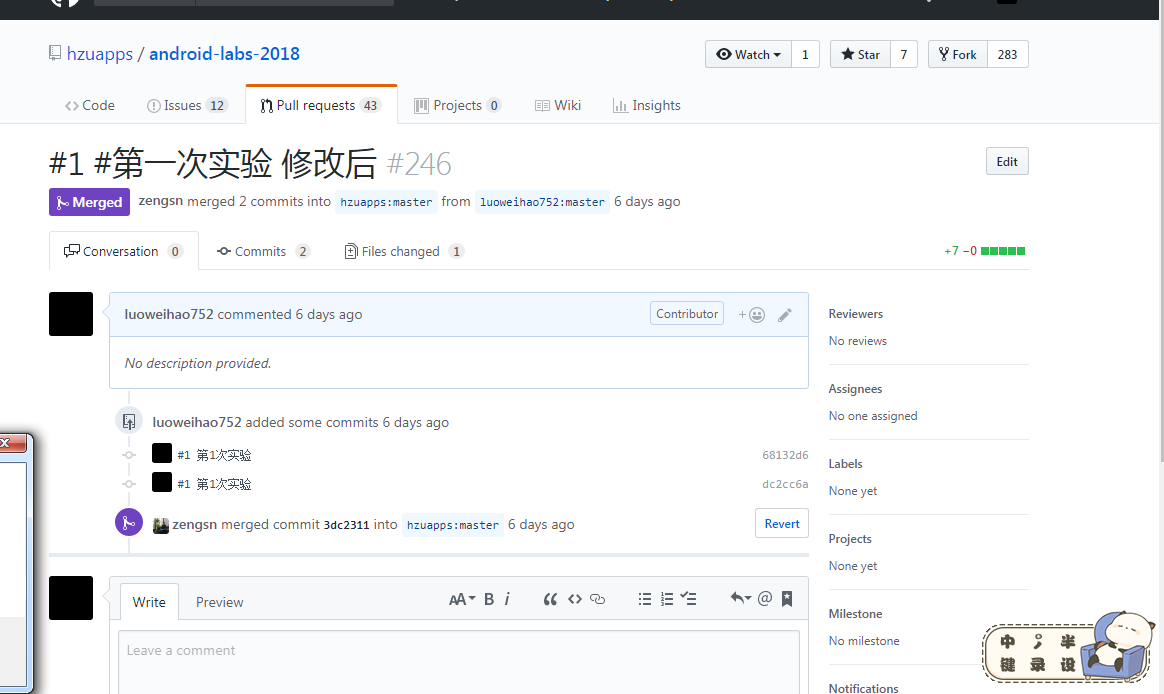 hzuapps / android-labs-2018
Watch 1 Star 7 Fork 283
Code Issues 12 Pull requests 43 Projects 0 Wiki Insights
#1 #第一次实验 修改后 #246
Edit
Merged zengsn merged 2 commits into hzuapps:master from luoweihao752:master 6 days ago
Conversation 0 Commits 2 Files changed 1 +7 −0
luoweihao752 commented 6 days ago Contributor
No description provided.
luoweihao752 added some commits 6 days ago
#1 第1次实验 68132d6
#1 第1次实验 dc2cc6a
zengsn merged commit 3dc2311 into hzuapps:master 6 days ago Revert
Write Preview AA B i @
Leave a comment
Reviewers
No reviews
Assignees
No one assigned
Labels
None yet
Projects
None yet
Milestone
No milestone
Notifications
中 ; 半
键 录 设